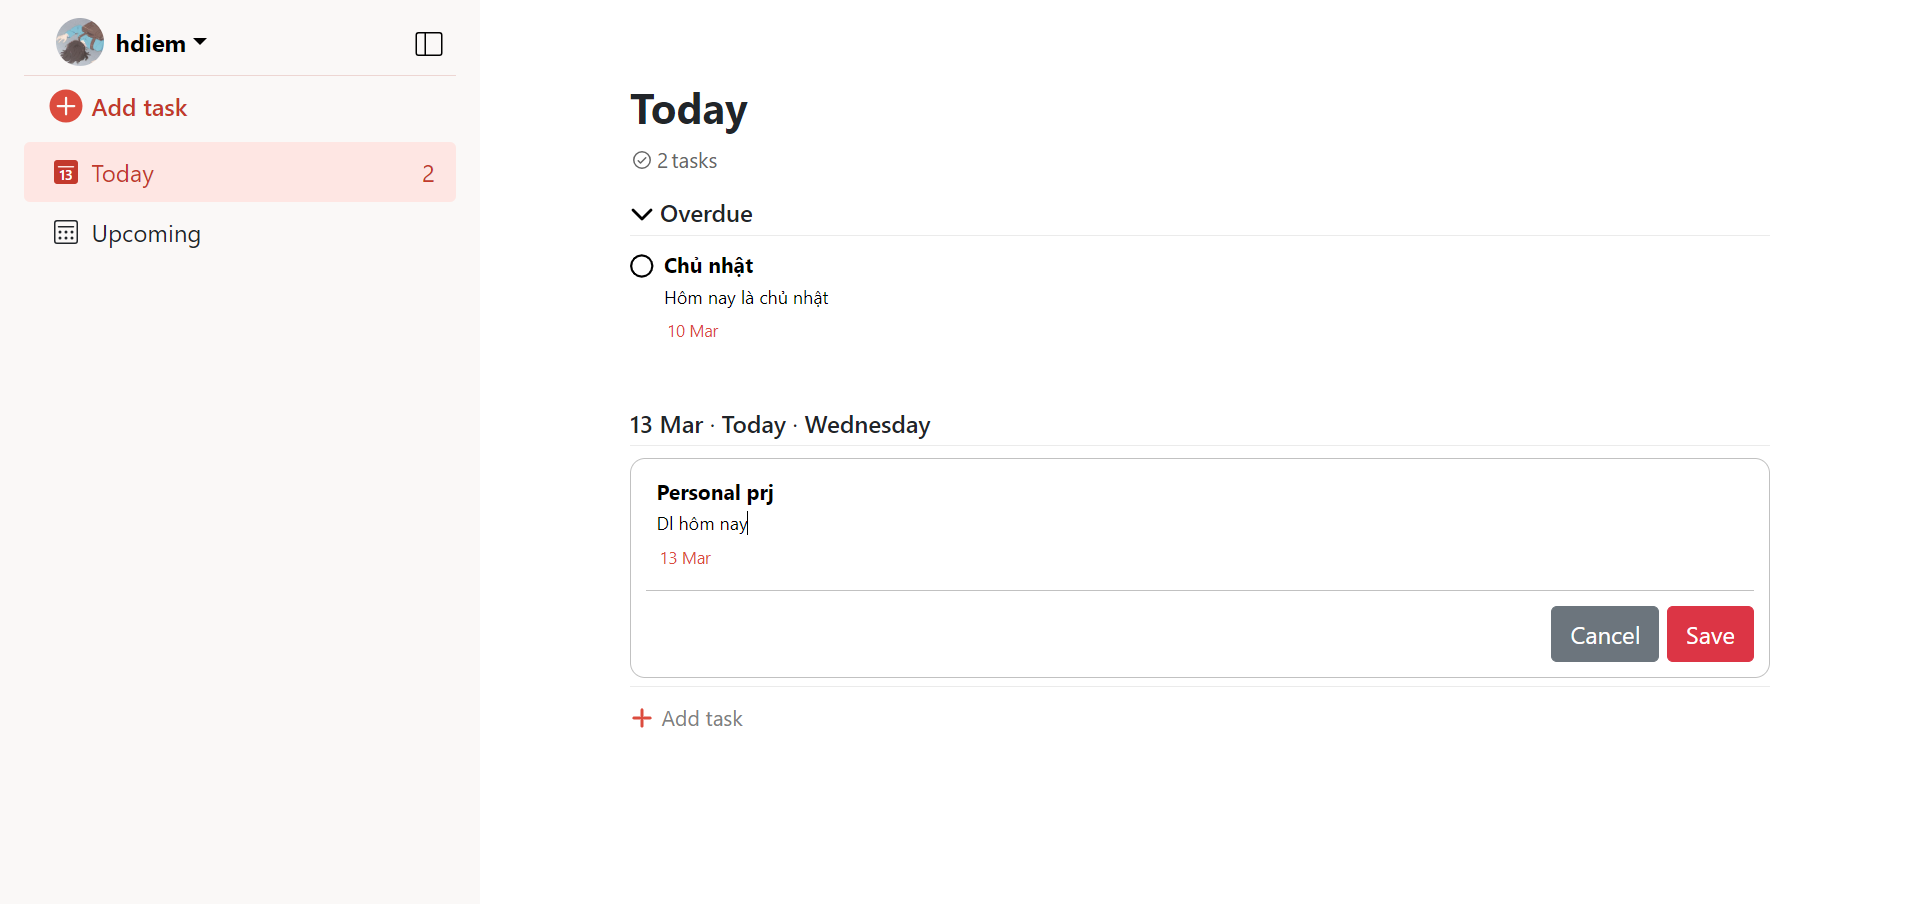 hdiem
Add task
13 Today 2
Upcoming
Today
2 tasks
Overdue
Chủ nhật
Hôm nay là chủ nhật
10 Mar
13 Mar · Today · Wednesday
Personal prj
Dl hôm nay
13 Mar
Cancel Save
Add task